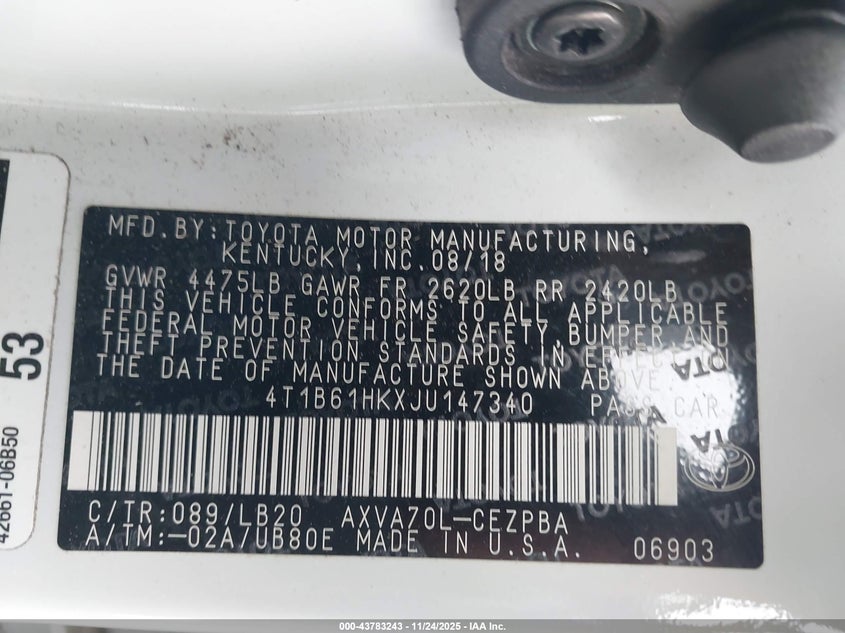 MFD.BY:TOYOTA MOTOR MANUFACTURING,
KENTUCKY,INC.08/18
GVWR 4475LB GAWR FR 2620LB RR 2420LB
THIS VEHICLE CONFORMS TO ALL APPLICABLE
FEDERAL MOTOR VEHICLE SAFETY,BUMPER AND
THEFT PREVENTION STANDARDS IN EFFECT ON
THE DATE OF MANUFACTURE SHOWN ABOVE.
4T1B61HKXJU147340 PASS.CAR
C/TR:089/LB20 AXVA70L-CEZPBA
A/TM:-02A/UB80E MADE IN U.S.A. 06903
TOYOTA
53
42661-06B50
000-43783243 - 11/24/2025 - IAA Inc.